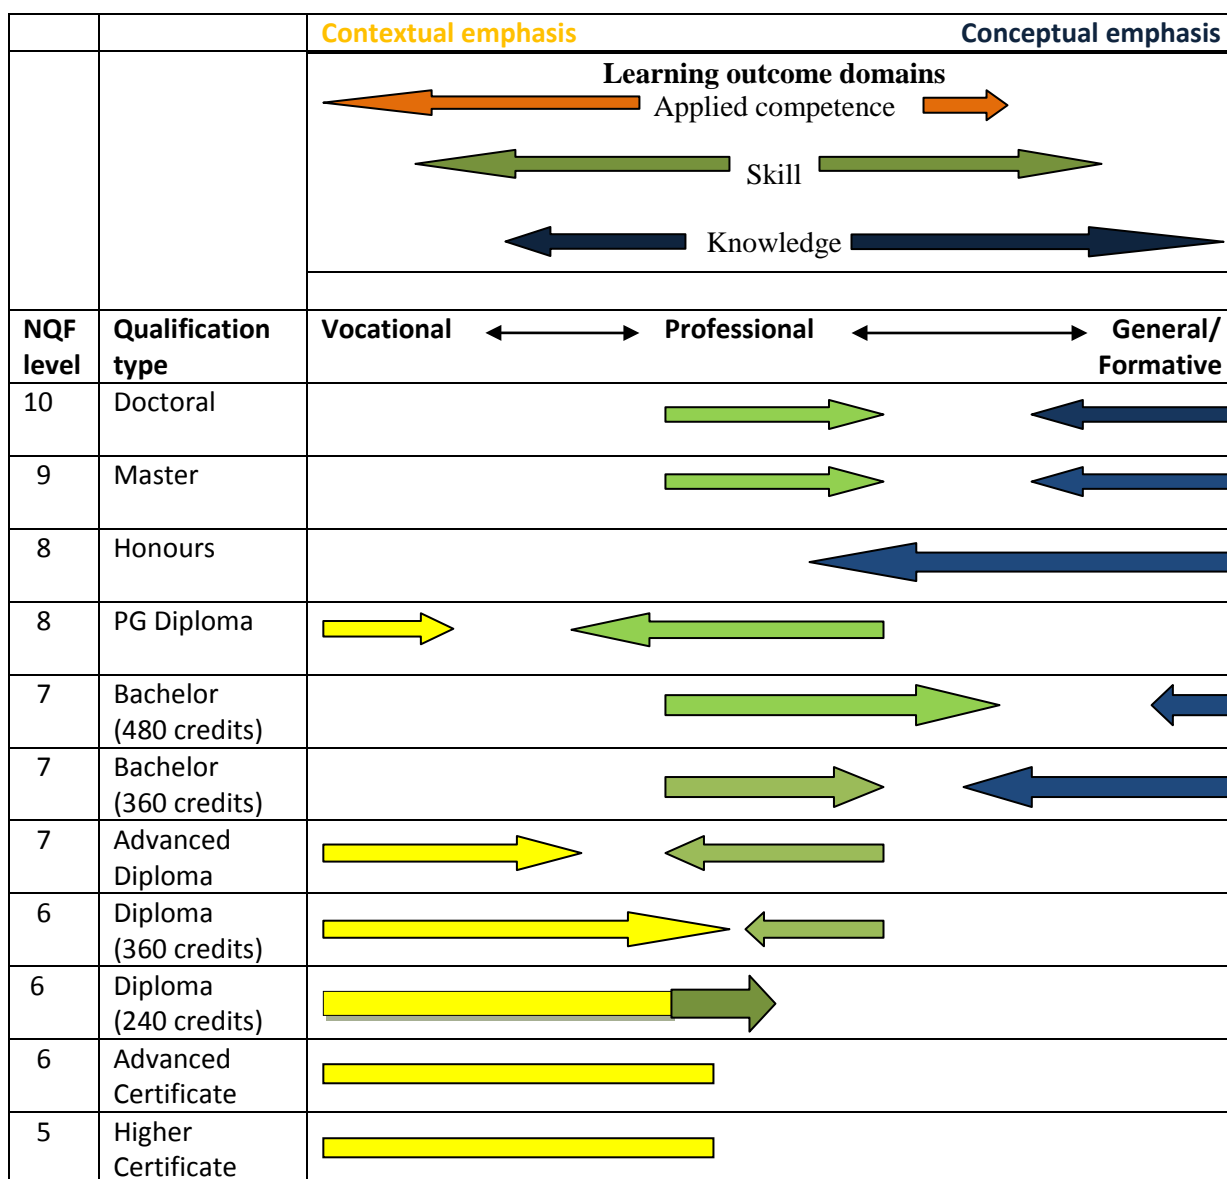 Contextual emphasis Conceptual emphasis
Learning outcome domains
Applied competence
Skill
Knowledge
NQF level Qualification type Vocational Professional General/ Formative
10 Doctoral
9 Master
8 Honours
8 PG Diploma
7 Bachelor
(480 credits)
7 Bachelor
(360 credits)
7 Advanced
Diploma
6 Diploma
(360 credits)
6 Diploma
(240 credits)
6 Advanced
Certificate
5 Higher
Certificate